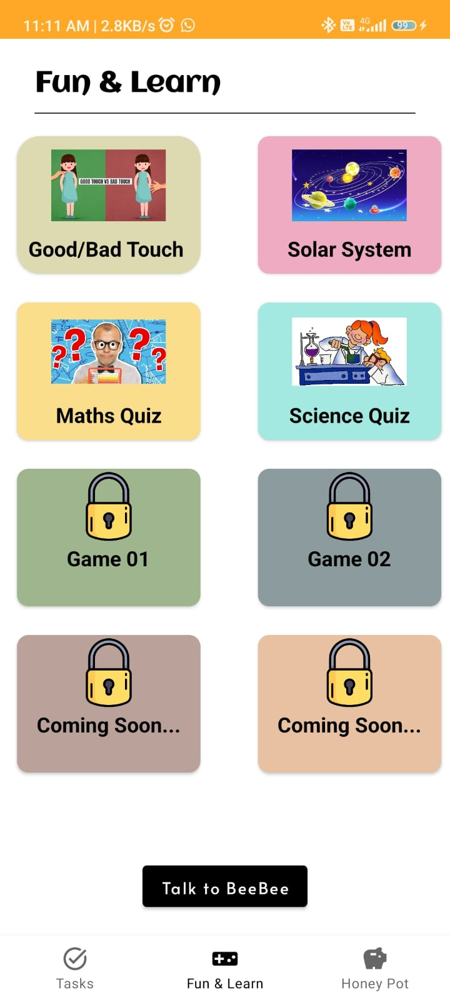 11:11 AM | 2.8KB/s
Vo LTE 4G 99
Fun & Learn
GOOD TOUCH VS BAD TOUCH
Good/Bad Touch
Solar System
? ? ? ?
Maths Quiz
Science Quiz
Game 01
Game 02
Coming Soon...
Coming Soon...
Talk to BeeBee
Tasks
Fun & Learn
Honey Pot